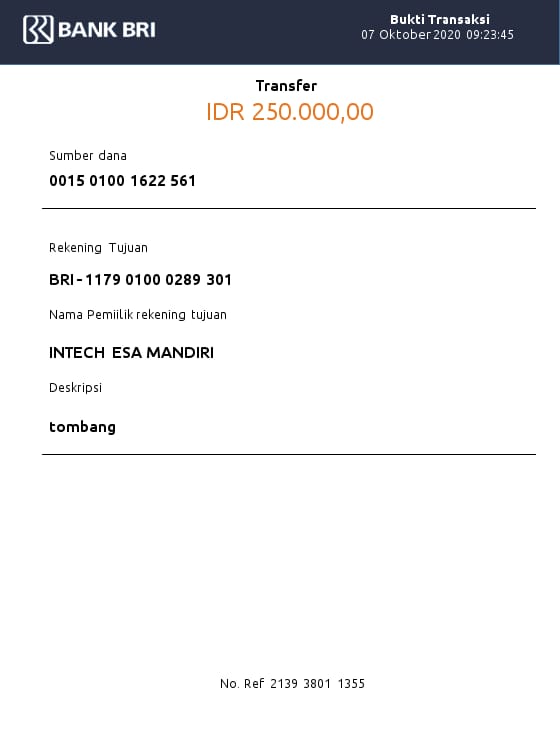 BANK BRI
Bukti Transaksi
07 Oktober 2020 09:23:45
Transfer
IDR 250.000,00
Sumber dana
0015 0100 1622 561
Rekening Tujuan
BRI - 1179 0100 0289 301
Nama Pemiilik rekening tujuan
INTECH ESA MANDIRI
Deskripsi
tombang
No. Ref 2139 3801 1355